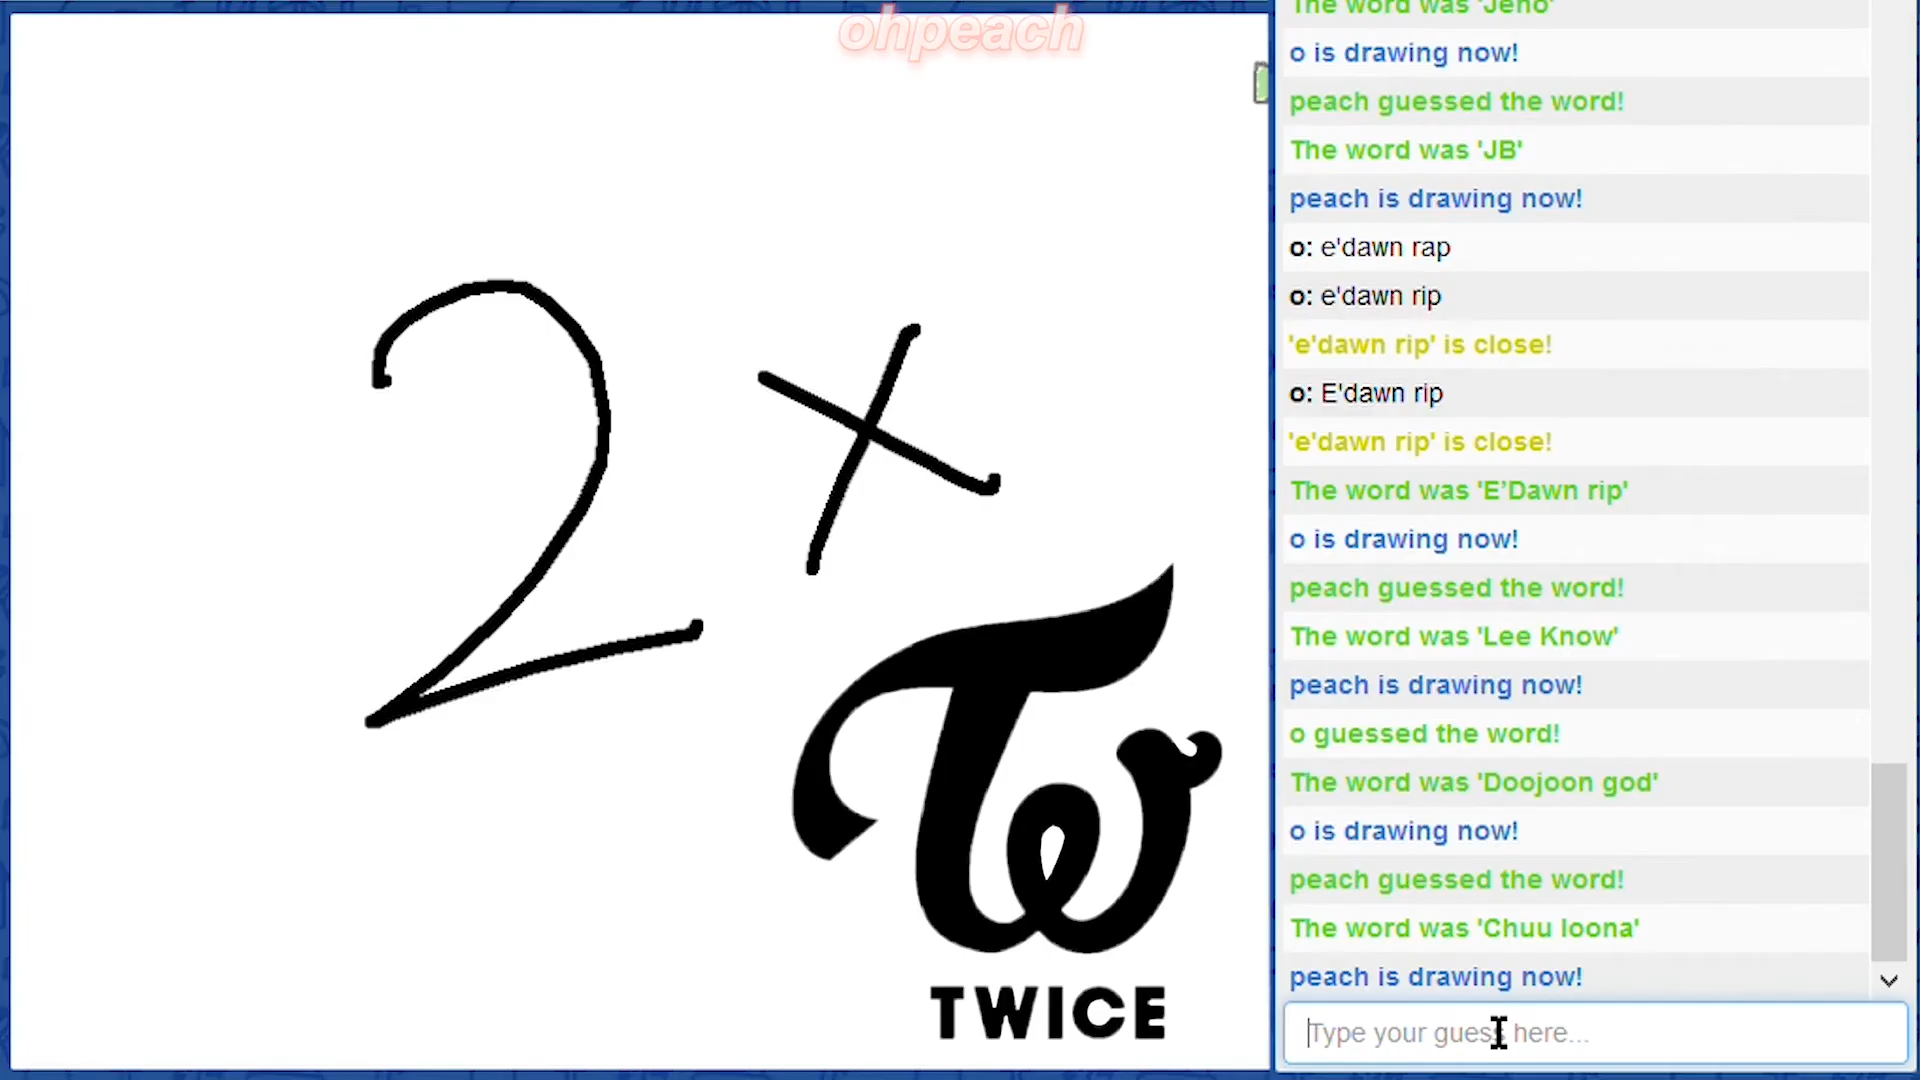 ohpeach
2x
TWICE
The word was 'Jeno'
o is drawing now!
peach guessed the word!
The word was 'JB'
peach is drawing now!
o: e'dawn rap
o: e'dawn rip
'e'dawn rip' is close!
o: E'dawn rip
'e'dawn rip' is close!
The word was 'E’Dawn rip'
o is drawing now!
peach guessed the word!
The word was 'Lee Know'
peach is drawing now!
o guessed the word!
The word was 'Doojoon god'
o is drawing now!
peach guessed the word!
The word was 'Chuu loona'
peach is drawing now!
Type your guess here...